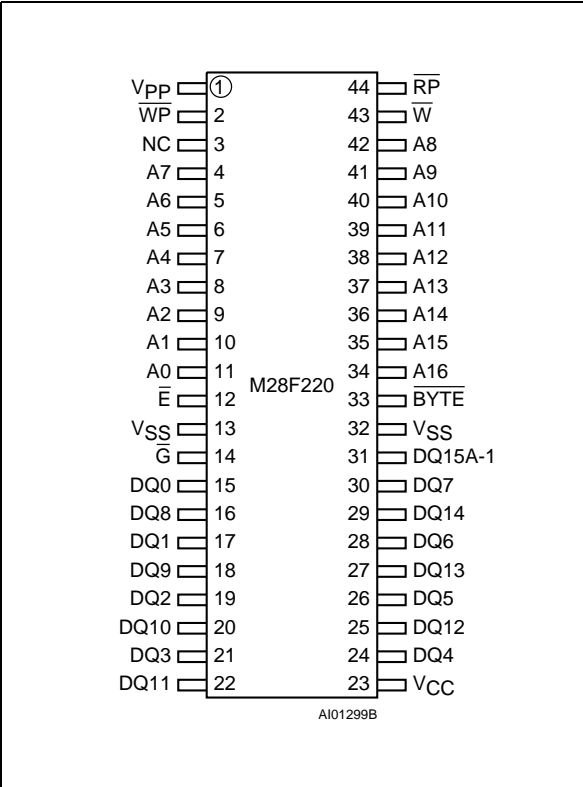 VPP 1 44 R̅P̅
W̅P̅ 2 43 W̅
NC 3 42 A8
A7 4 41 A9
A6 5 40 A10
A5 6 39 A11
A4 7 38 A12
A3 8 37 A13
A2 9 36 A14
A1 10 35 A15
A0 11 34 A16
M28F220
E̅ 12 33 B̅Y̅T̅E̅
VSS 13 32 VSS
G̅ 14 31 DQ15A-1
DQ0 15 30 DQ7
DQ8 16 29 DQ14
DQ1 17 28 DQ6
DQ9 18 27 DQ13
DQ2 19 26 DQ5
DQ10 20 25 DQ12
DQ3 21 24 DQ4
DQ11 22 23 VCC
AI01299B